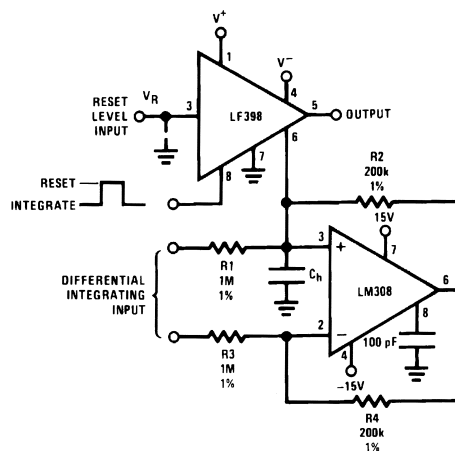 V+
V−
1
4
VR
RESET
LEVEL
INPUT
3
LF398
5
OUTPUT
6
7
8
RESET
INTEGRATE
R2
200k
1%
15V
DIFFERENTIAL
INTEGRATING
INPUT
R1
1M
1%
Ch
3
+
7
LM308
6
2
−
8
4
100 pF
R3
1M
1%
−15V
R4
200k
1%